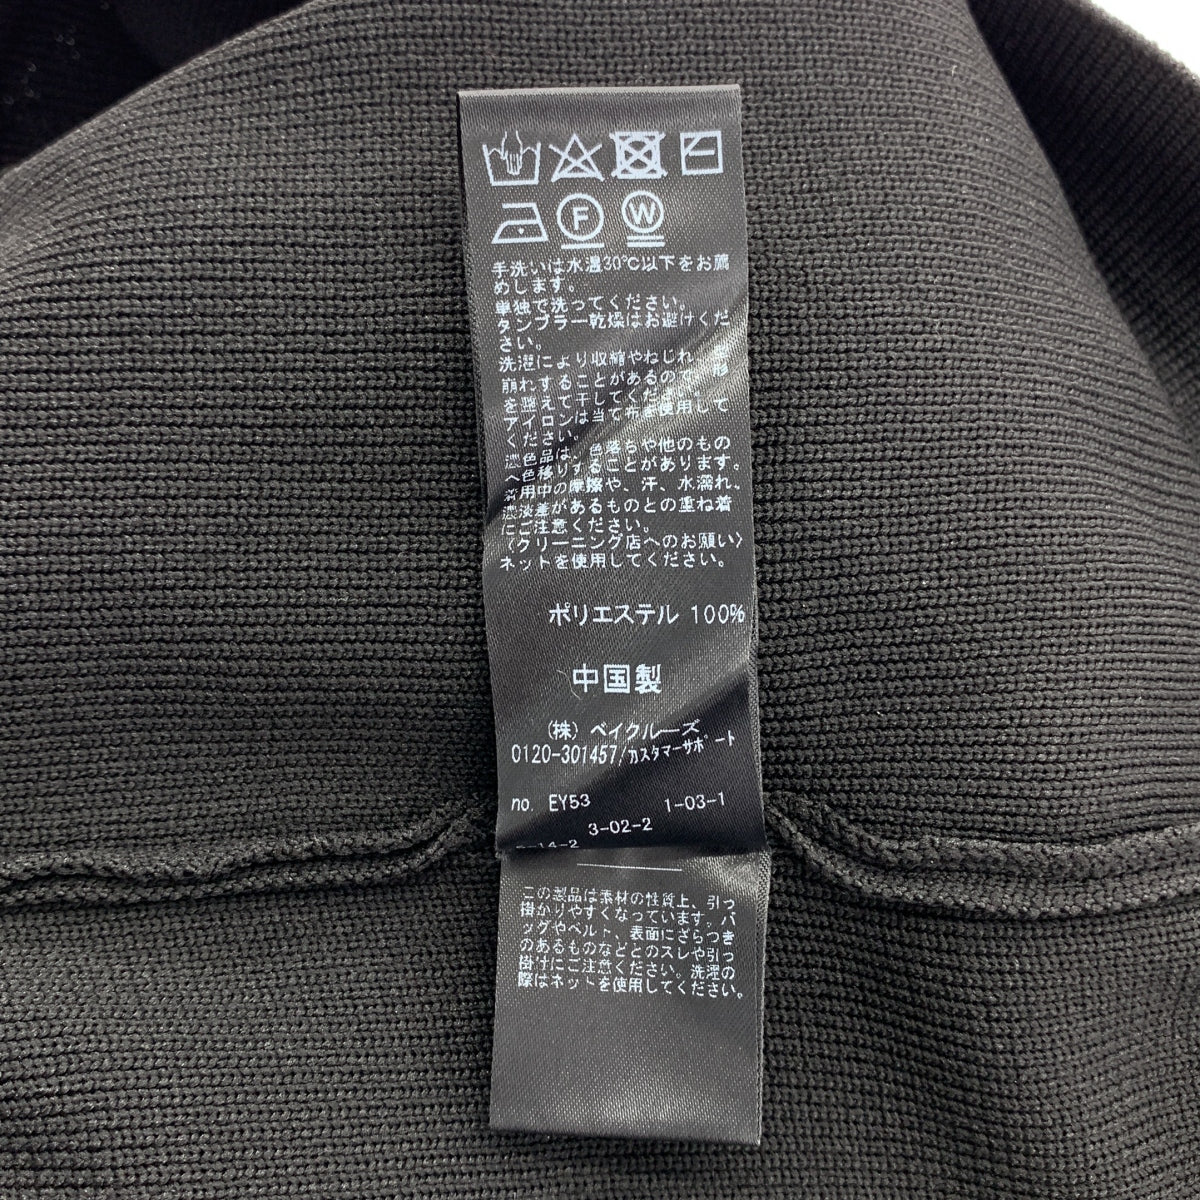 F W
手洗いは水温30℃以下をお薦
めします。
単独で洗ってください。
タンブラー乾燥はお避けくだ
さい。
洗濯により収縮やねじれ、型
崩れすることがあるので 形
を整えて干してください。
アイロンは当て布を使用して
ください。
濃色品は、色落ちや他のもの
へ色移りすることがあります。
着用中の摩擦や、汗、水濡れ、
濃淡差があるものとの重ね着
にご注意ください。
〈クリーニング店へのお願い〉
ネットを使用してください。
ポリエステル 100%
中国製
(株) ベイクルーズ
0120-301457/カスタマーサポート
no. EY53 1-03-1
3-02-2
14-2
この製品は素材の性質上、引っ
掛かりやすくなっています。バ
ッグやベルト、表面にざらつき
のあるものなどとのスレや引っ
掛けにご注意ください。洗濯の
際はネットを使用してください。